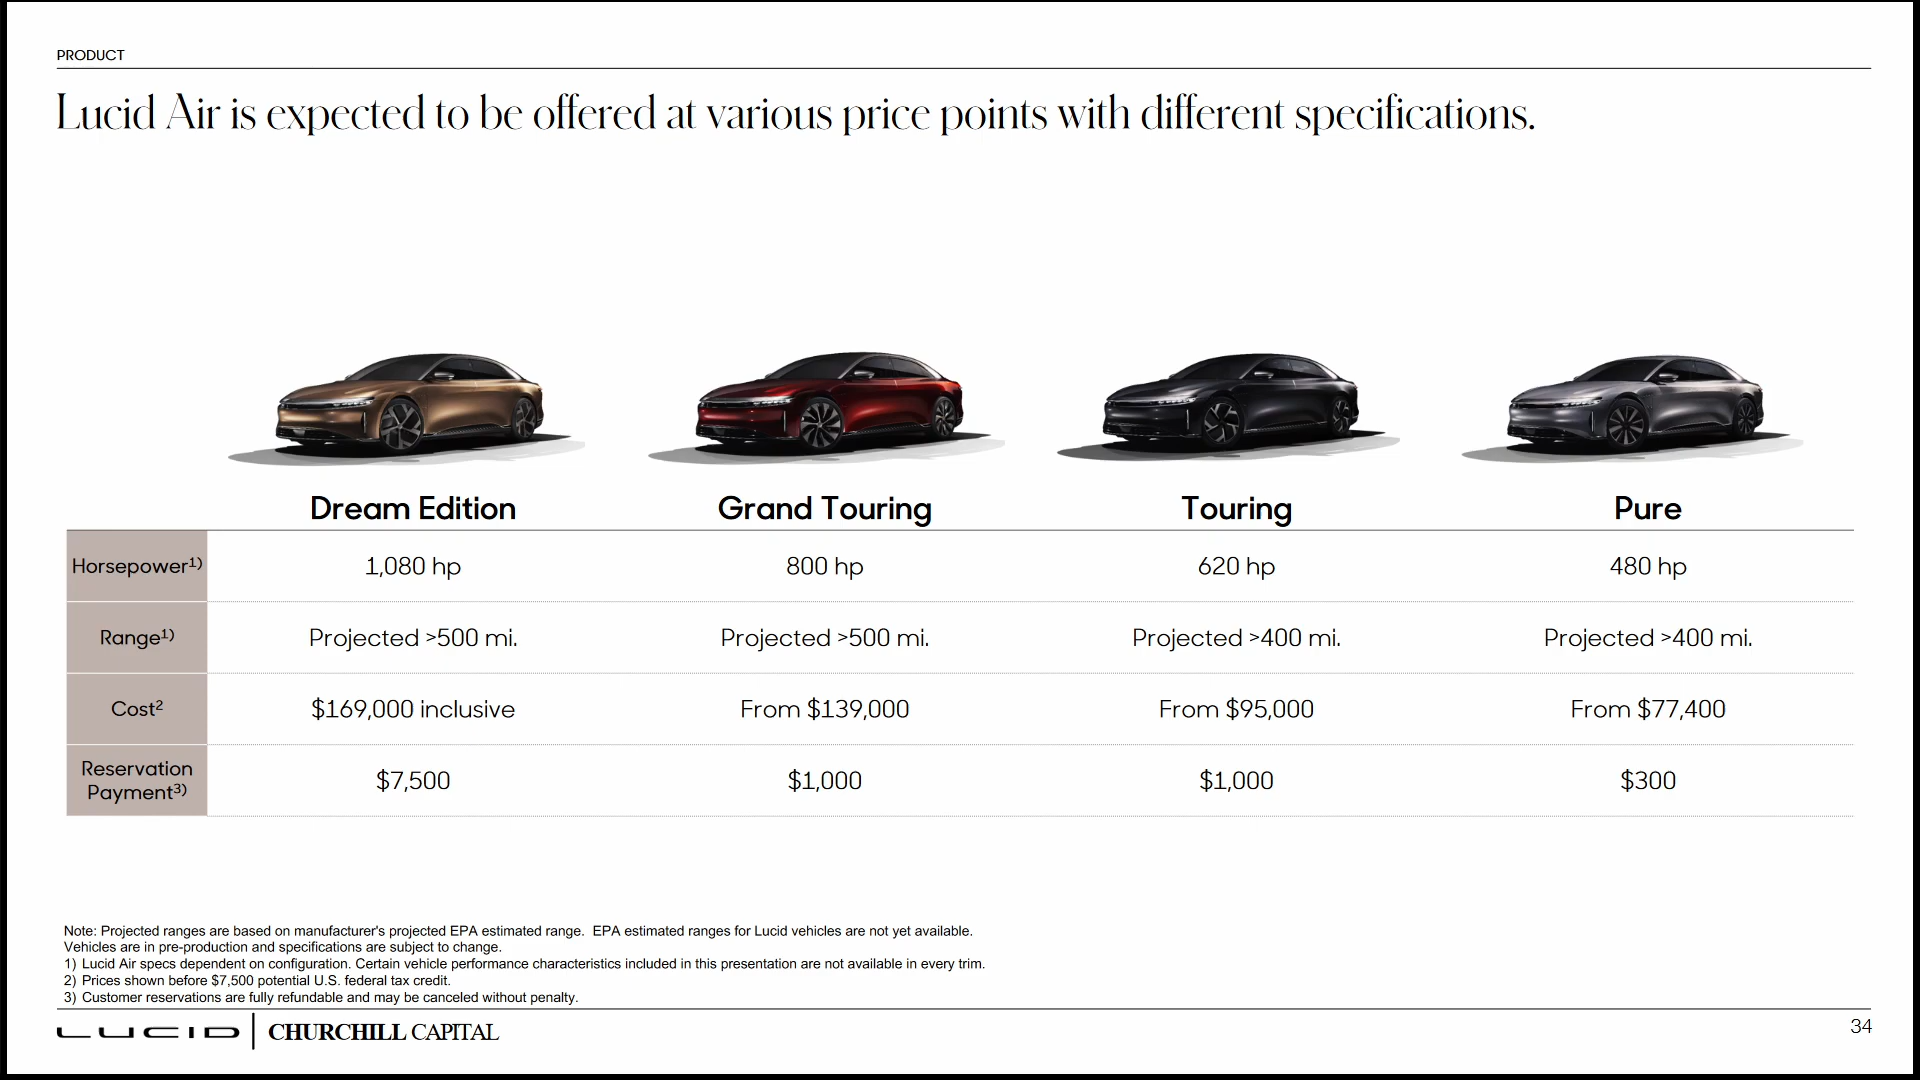 PRODUCT
Lucid Air is expected to be offered at various price points with different specifications.
Dream Edition Grand Touring Touring Pure
Horsepower1) 1,080 hp 800 hp 620 hp 480 hp
Range1) Projected >500 mi. Projected >500 mi. Projected >400 mi. Projected >400 mi.
Cost2 $169,000 inclusive From $139,000 From $95,000 From $77,400
Reservation
Payment3) $7,500 $1,000 $1,000 $300
Note: Projected ranges are based on manufacturer's projected EPA estimated range. EPA estimated ranges for Lucid vehicles are not yet available.
Vehicles are in pre-production and specifications are subject to change.
1) Lucid Air specs dependent on configuration. Certain vehicle performance characteristics included in this presentation are not available in every trim.
2) Prices shown before $7,500 potential U.S. federal tax credit.
3) Customer reservations are fully refundable and may be canceled without penalty.
LUCID CHURCHILL CAPITAL
34